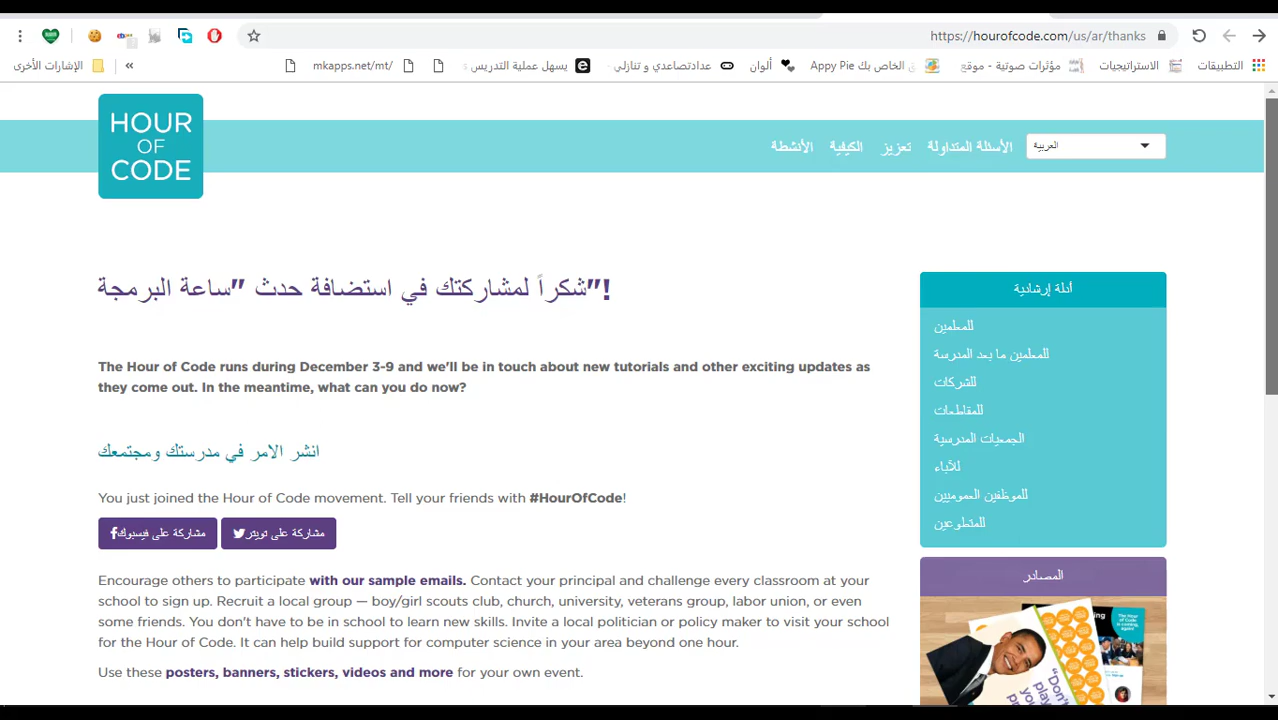 https://hourofcode.com/us/ar/thanks
التطبيقات
الاستراتيجيات
مؤثرات صوتية - موقع
الخاص بك Appy Pie
ألوان
عدادتصاعدي و تنازلي
يسهل عملية التدريس
mkapps.net/mt/
الإشارات الأخرى
HOUR
OF
CODE
الأنشطة
الكيفية
تعزيز
الأسئلة المتداولة
العربية
شكراً لمشاركتك في استضافة حدث "ساعة البرمجة"!
The Hour of Code runs during December 3-9 and we'll be in touch about new tutorials and other exciting updates as
they come out. In the meantime, what can you do now?
انشر الامر في مدرستك ومجتمعك
You just joined the Hour of Code movement. Tell your friends with #HourOfCode!
مشاركة على فيسبوك
مشاركة على تويتر
Encourage others to participate with our sample emails. Contact your principal and challenge every classroom at your
school to sign up. Recruit a local group — boy/girl scouts club, church, university, veterans group, labor union, or even
some friends. You don't have to be in school to learn new skills. Invite a local politician or policy maker to visit your school
for the Hour of Code. It can help build support for computer science in your area beyond one hour.
Use these posters, banners, stickers, videos and more for your own event.
أدلة إرشادية
للمعلمين
للمعلمين ما بعد المدرسة
للشركات
للمقاطعات
الجمعيات المدرسية
للآباء
للموظفين العموميين
للمتطوعين
المصادر
"Don't